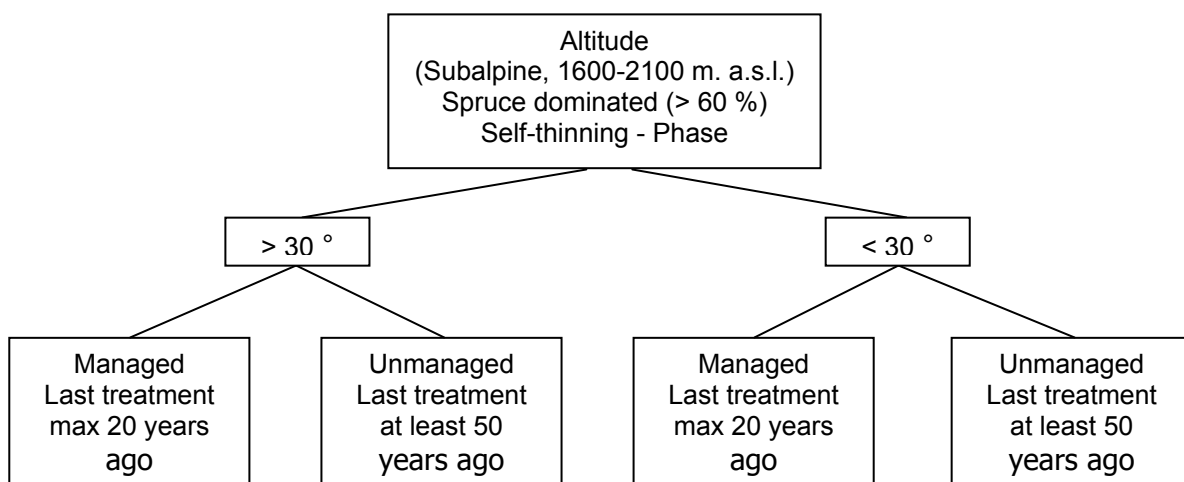 Altitude
(Subalpine, 1600-2100 m. a.s.l.)
Spruce dominated (> 60 %)
Self-thinning - Phase
> 30 °
< 30 °
Managed
Last treatment
max 20 years
ago
Unmanaged
Last treatment
at least 50
years ago
Managed
Last treatment
max 20 years
ago
Unmanaged
Last treatment
at least 50
years ago